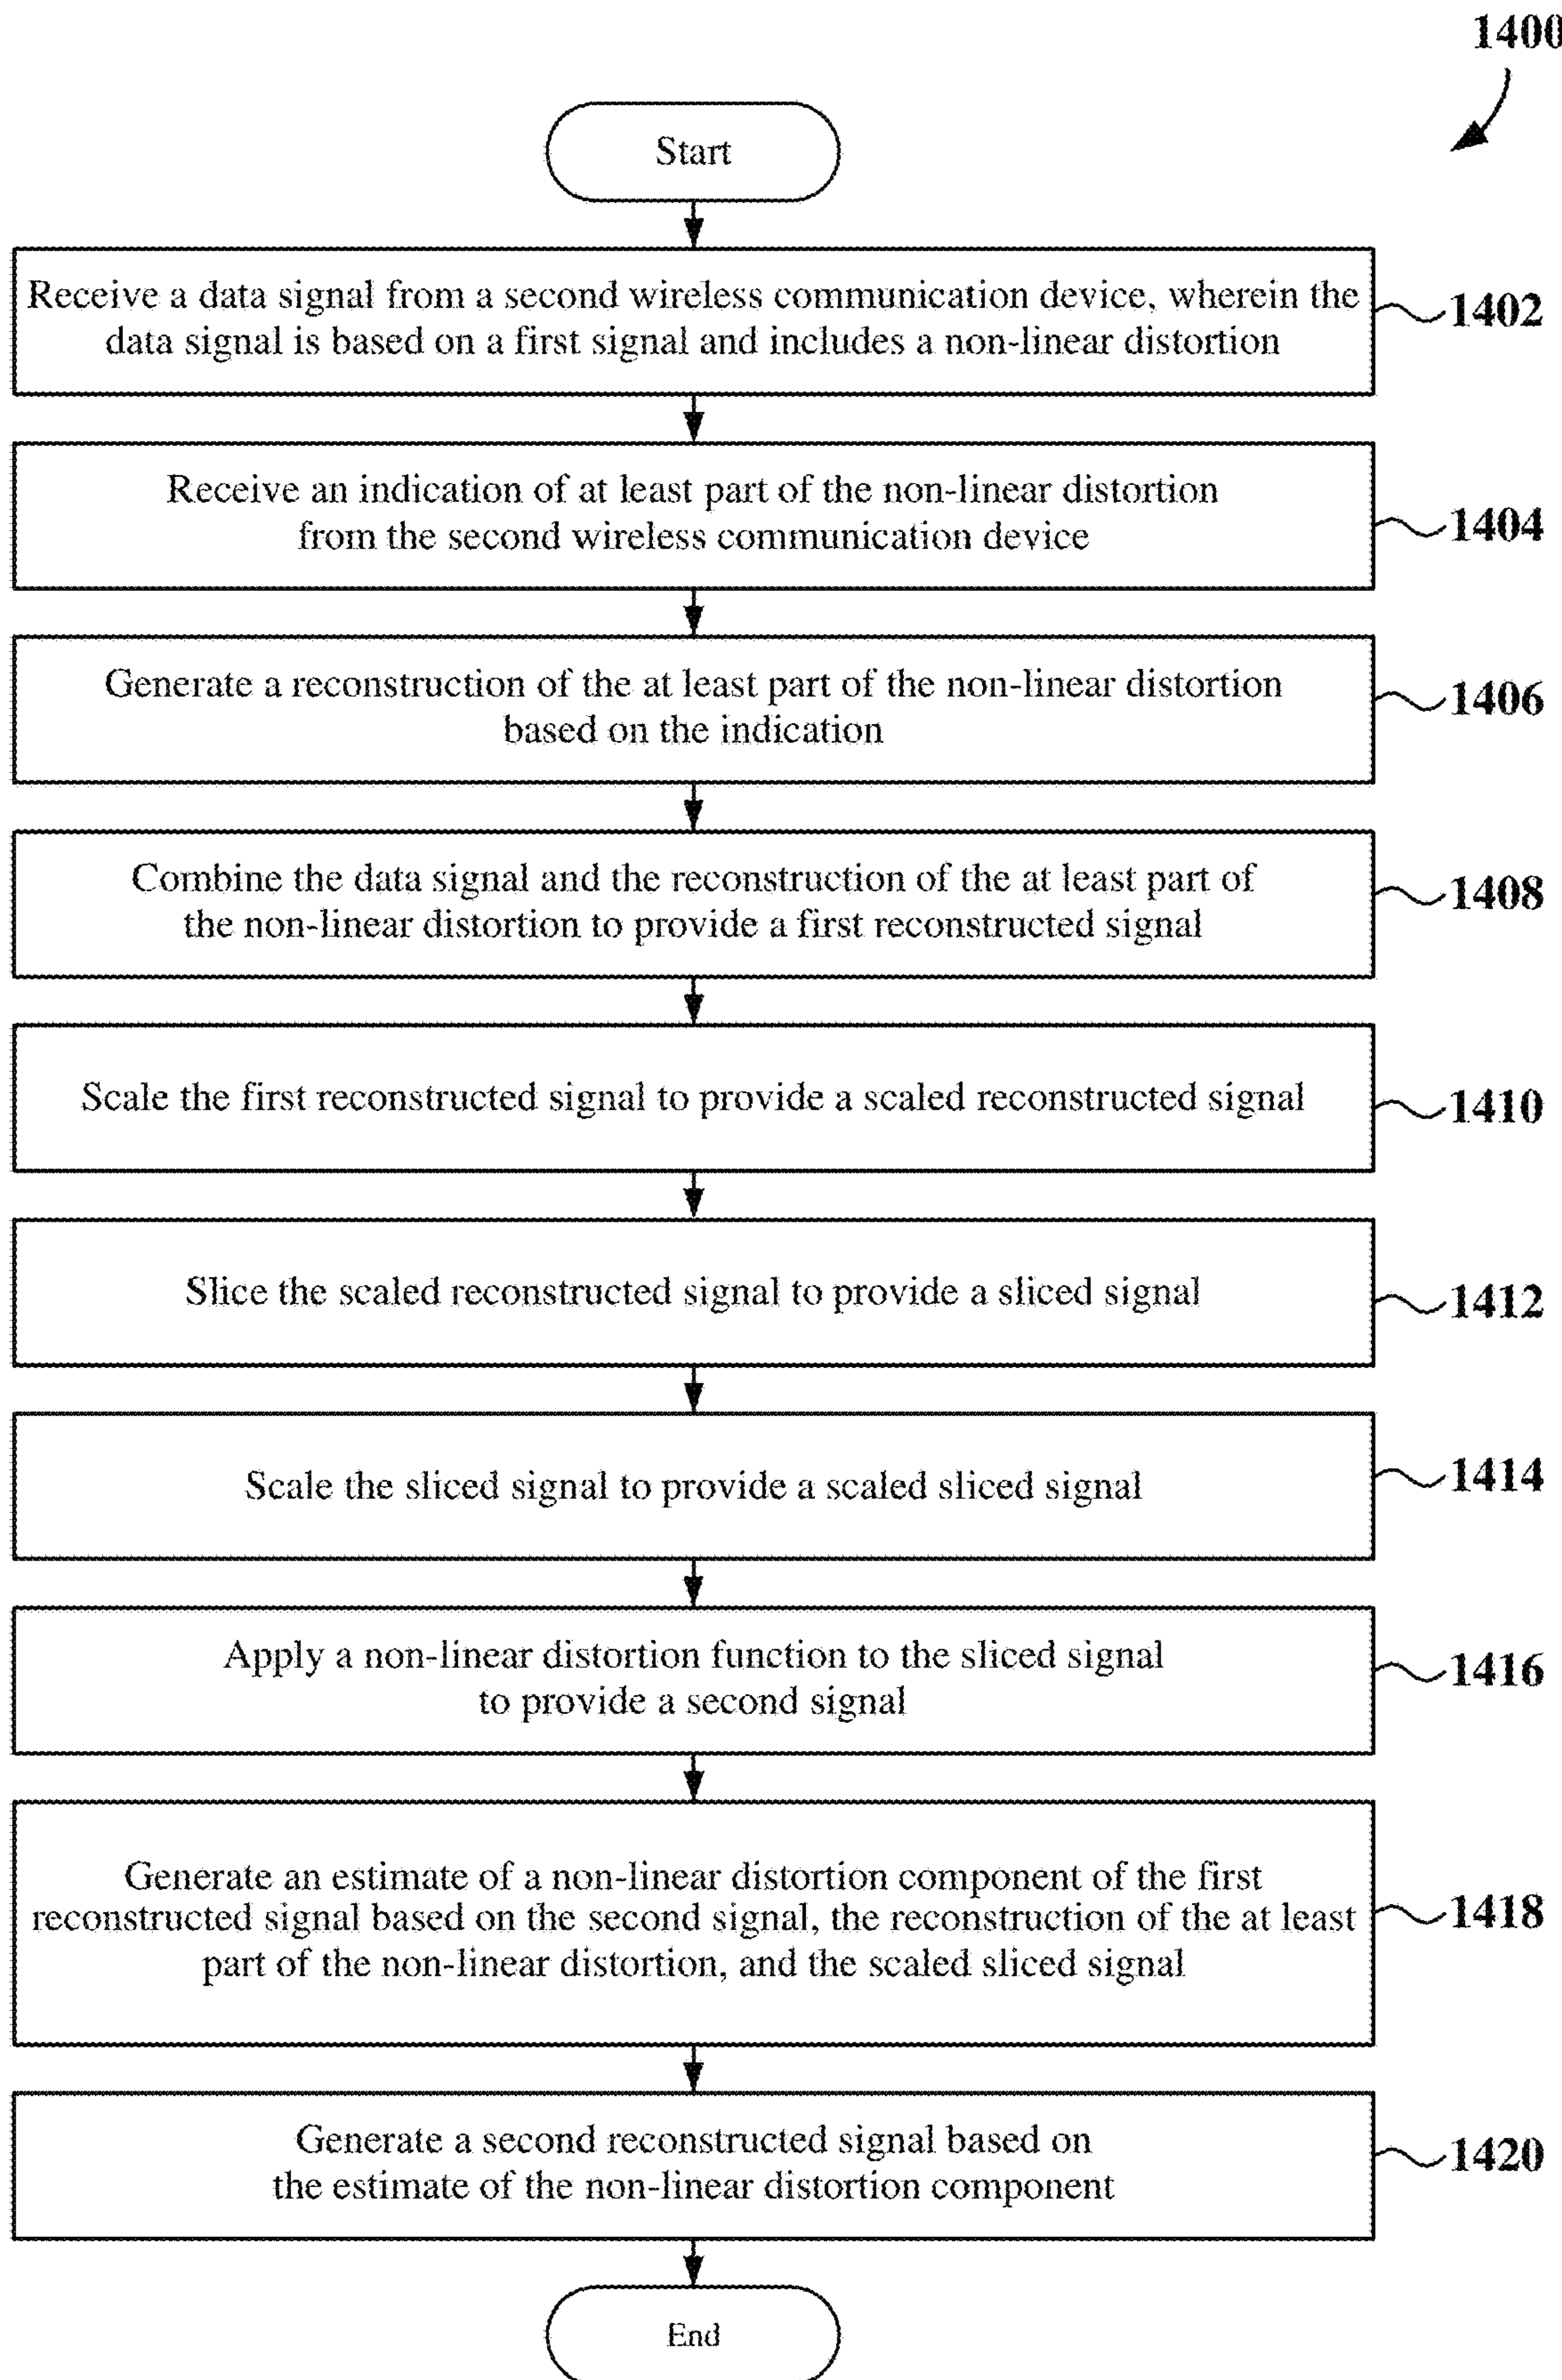 1400
Start
Receive a data signal from a second wireless communication device, wherein the
data signal is based on a first signal and includes a non-linear distortion
1402
Receive an indication of at least part of the non-linear distortion
from the second wireless communication device
1404
Generate a reconstruction of the at least part of the non-linear distortion
based on the indication
1406
Combine the data signal and the reconstruction of the at least part of
the non-linear distortion to provide a first reconstructed signal
1408
Scale the first reconstructed signal to provide a scaled reconstructed signal
1410
Slice the scaled reconstructed signal to provide a sliced signal
1412
Scale the sliced signal to provide a scaled sliced signal
1414
Apply a non-linear distortion function to the sliced signal
to provide a second signal
1416
Generate an estimate of a non-linear distortion component of the first
reconstructed signal based on the second signal, the reconstruction of the at least
part of the non-linear distortion, and the scaled sliced signal
1418
Generate a second reconstructed signal based on
the estimate of the non-linear distortion component
1420
End